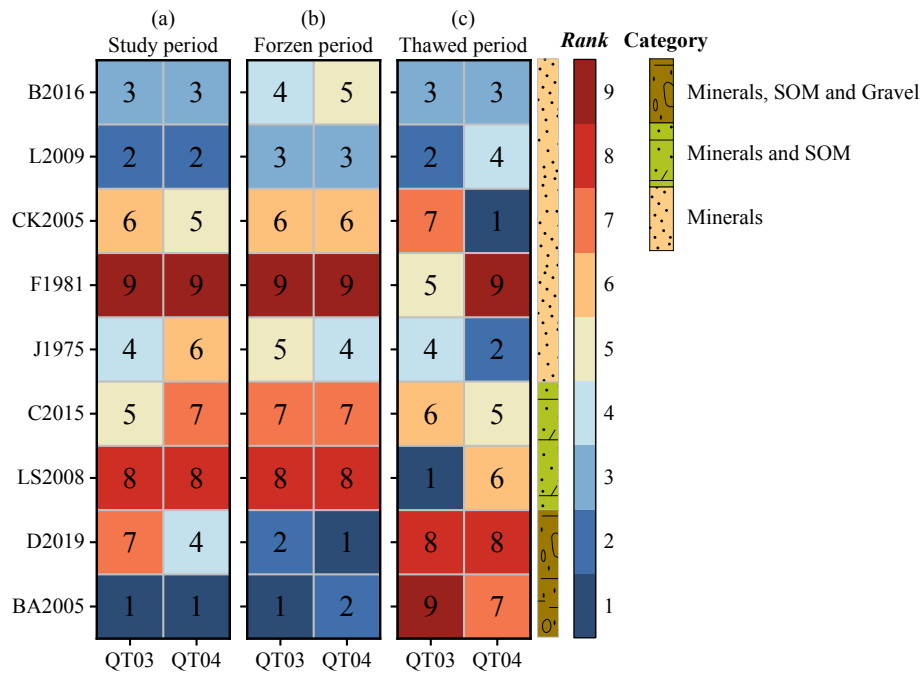 (a) (b) (c)
Study period Forzen period Thawed period Rank Category
B2016 3 3 4 5 3 3 9 Minerals, SOM and Gravel
L2009 2 2 3 3 2 4 8 Minerals and SOM
CK2005 6 5 6 6 7 1 7 Minerals
F1981 9 9 9 9 5 9 6
J1975 4 6 5 4 4 2 5
C2015 5 7 7 7 6 5 4
LS2008 8 8 8 8 1 6 3
D2019 7 4 2 1 8 8 2
BA2005 1 1 1 2 9 7 1
QT03 QT04 QT03 QT04 QT03 QT04